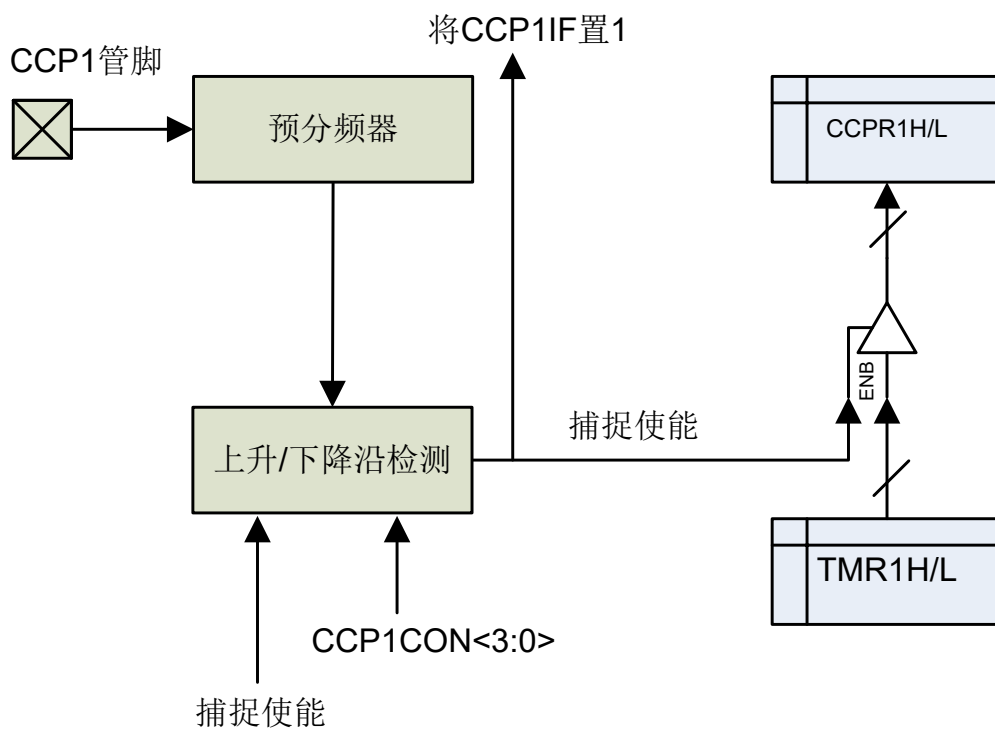 将CCP1IF置1
CCP1管脚
预分频器
CCPR1H/L
ENB
捕捉使能
上升/下降沿检测
TMR1H/L
CCP1CON<3:0>
捕捉使能